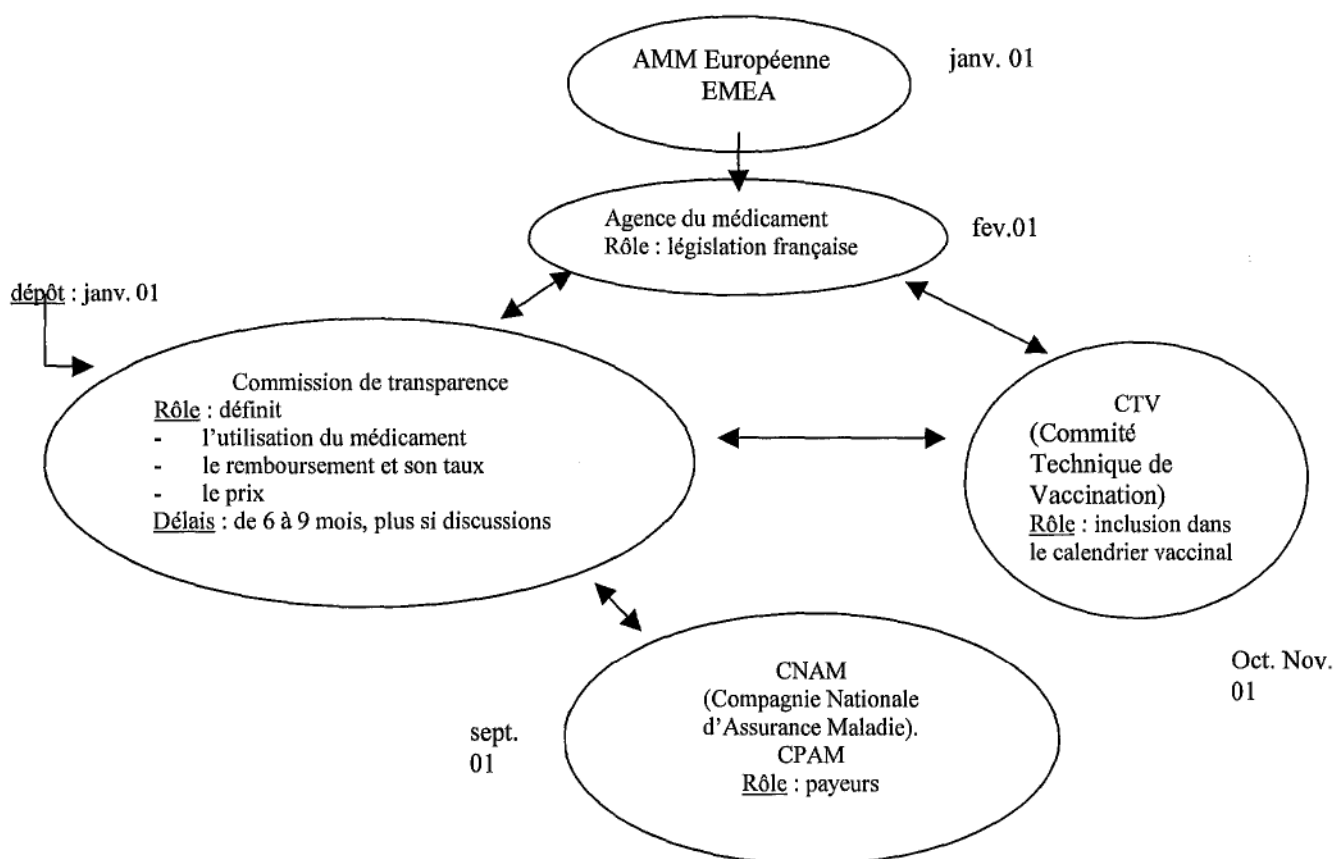 AMM Européenne
EMEA
janv. 01
Agence du médicament
Rôle : législation française
fev.01
dépôt : janv. 01
Commission de transparence
Rôle : définit
- l'utilisation du médicament
- le remboursement et son taux
- le prix
Délais : de 6 à 9 mois, plus si discussions
CTV
(Commité
Technique de
Vaccination)
Rôle : inclusion dans
le calendrier vaccinal
Oct. Nov.
01
CNAM
(Compagnie Nationale
d'Assurance Maladie).
CPAM
Rôle : payeurs
sept.
01